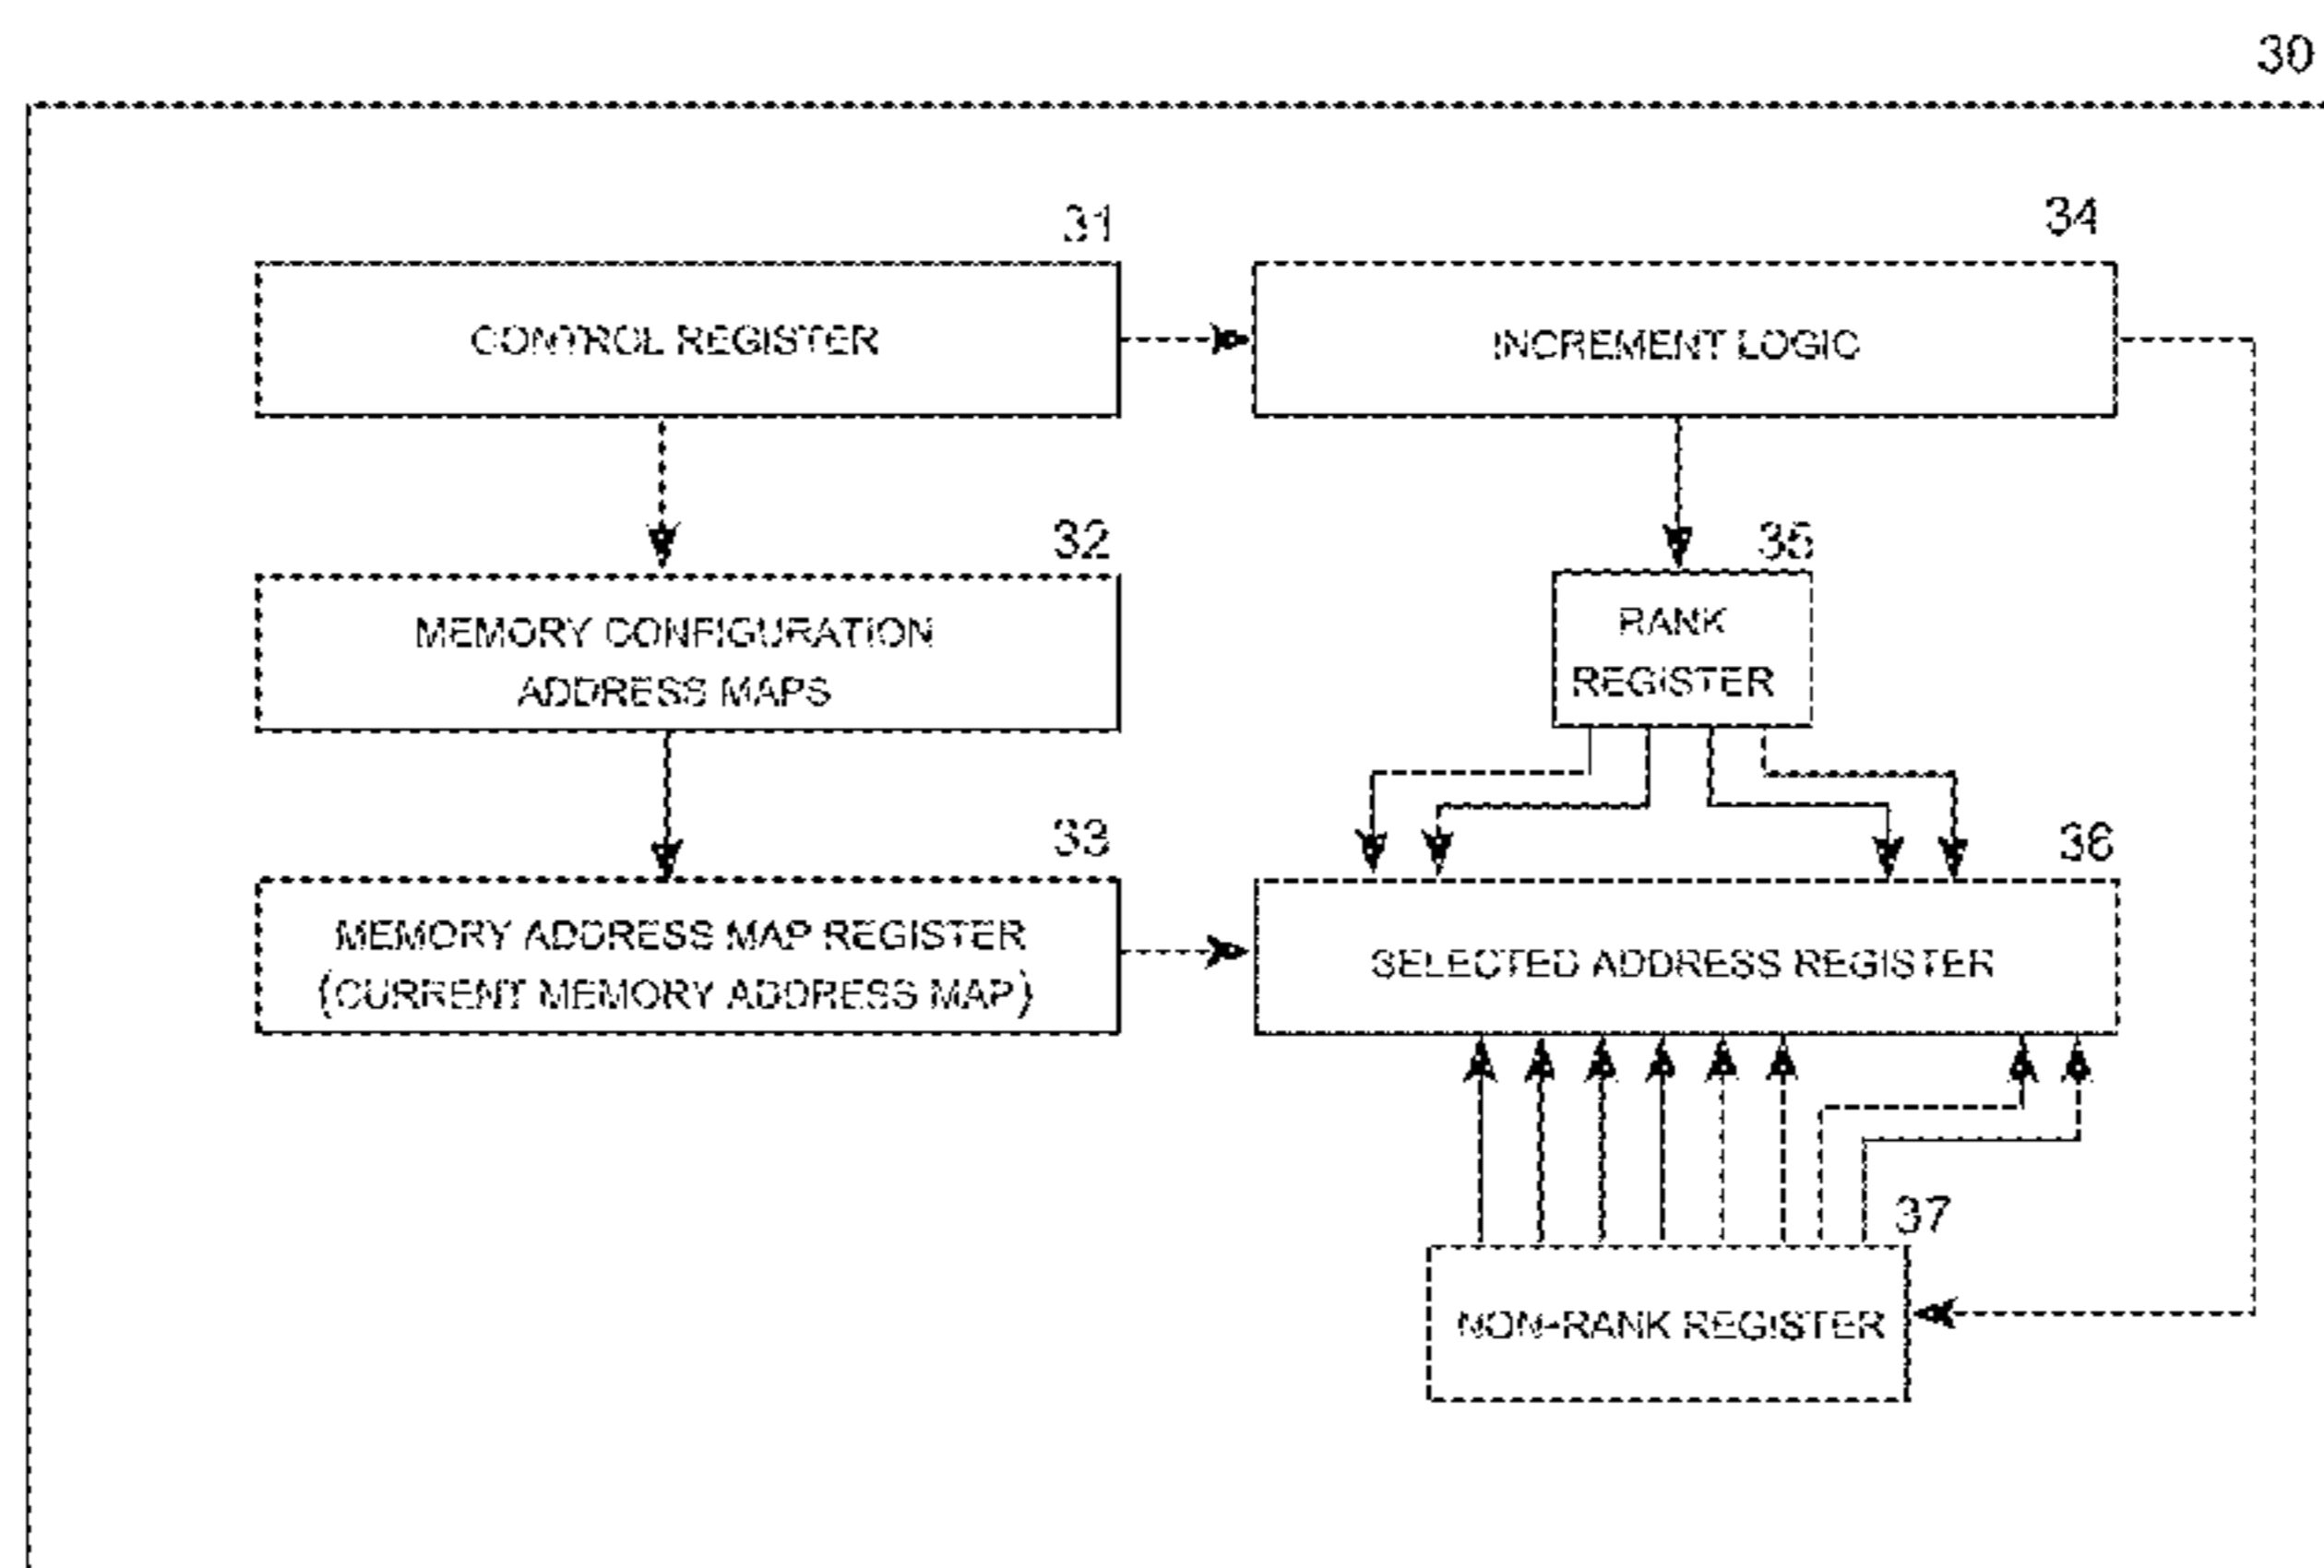 30
31
CONTROL REGISTER
34
INCREMENT LOGIC
32
MEMORY CONFIGURATION
ADDRESS MAPS
35
RANK
REGISTER
33
MEMORY ADDRESS MAP REGISTER
(CURRENT MEMORY ADDRESS MAP)
36
SELECTED ADDRESS REGISTER
37
NON-RANK REGISTER